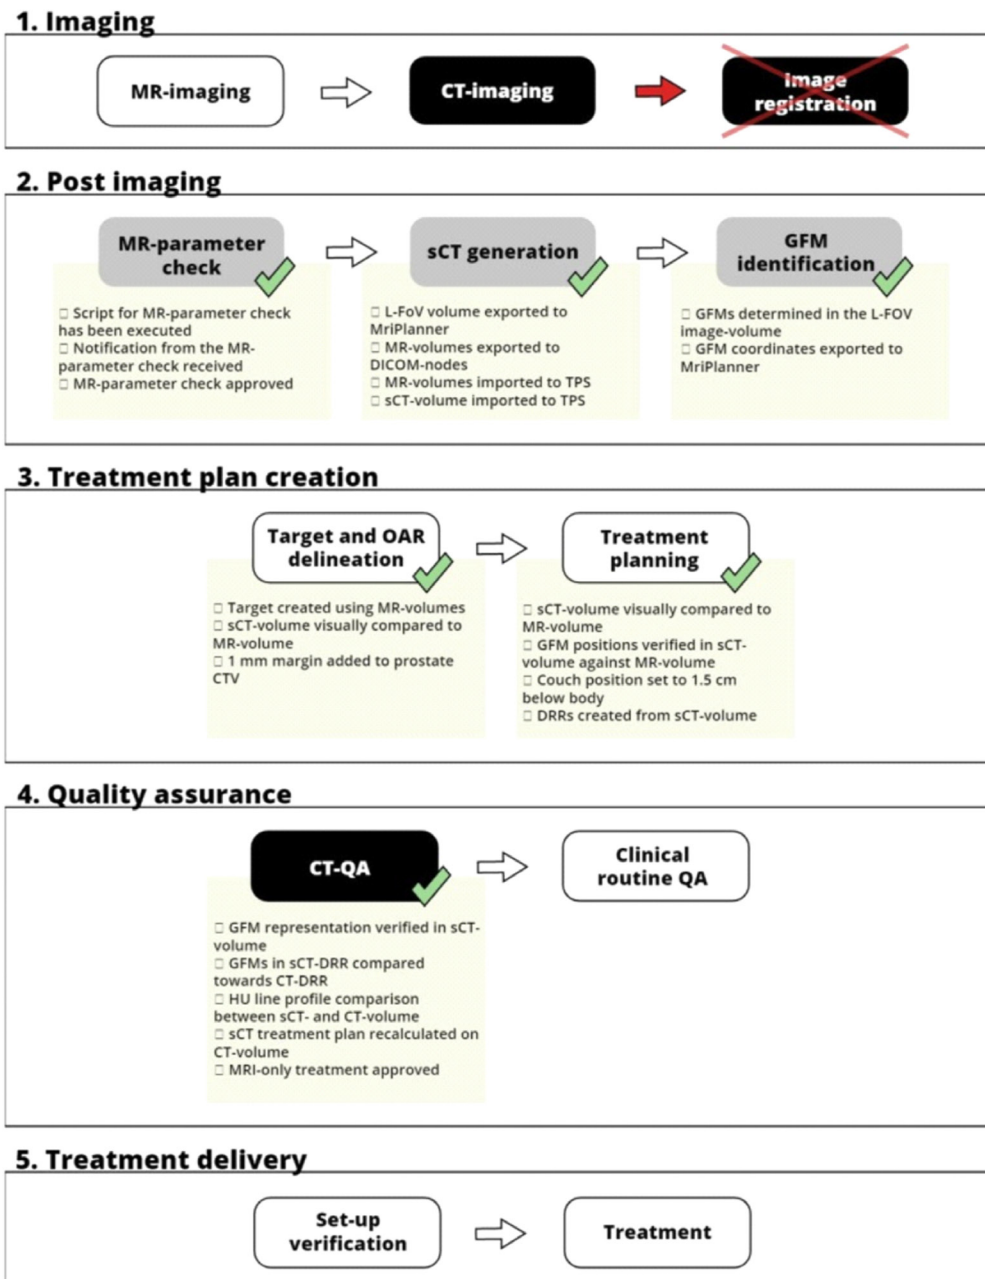 1. Imaging
MR-imaging
CT-imaging
Image
registration
2. Post imaging
MR-parameter
check
☐ Script for MR-parameter check
has been executed
☐ Notification from the MR-
parameter check received
☐ MR-parameter check approved
sCT generation
☐ L-FoV volume exported to
MriPlanner
☐ MR-volumes exported to
DICOM-nodes
☐ MR-volumes imported to TPS
☐ sCT-volume imported to TPS
GFM
identification
☐ GFMs determined in the L-FOV
image-volume
☐ GFM coordinates exported to
MriPlanner
3. Treatment plan creation
Target and OAR
delineation
☐ Target created using MR-volumes
☐ sCT-volume visually compared to
MR-volume
☐ 1 mm margin added to prostate
CTV
Treatment
planning
☐ sCT-volume visually compared to
MR-volume
☐ GFM positions verified in sCT-
volume against MR-volume
☐ Couch position set to 1.5 cm
below body
☐ DRRs created from sCT-volume
4. Quality assurance
CT-QA
☐ GFM representation verified in sCT-
volume
☐ GFMs in sCT-DRR compared
towards CT-DRR
☐ HU line profile comparison
between sCT- and CT-volume
☐ sCT treatment plan recalculated on
CT-volume
☐ MRI-only treatment approved
Clinical
routine QA
5. Treatment delivery
Set-up
verification
Treatment